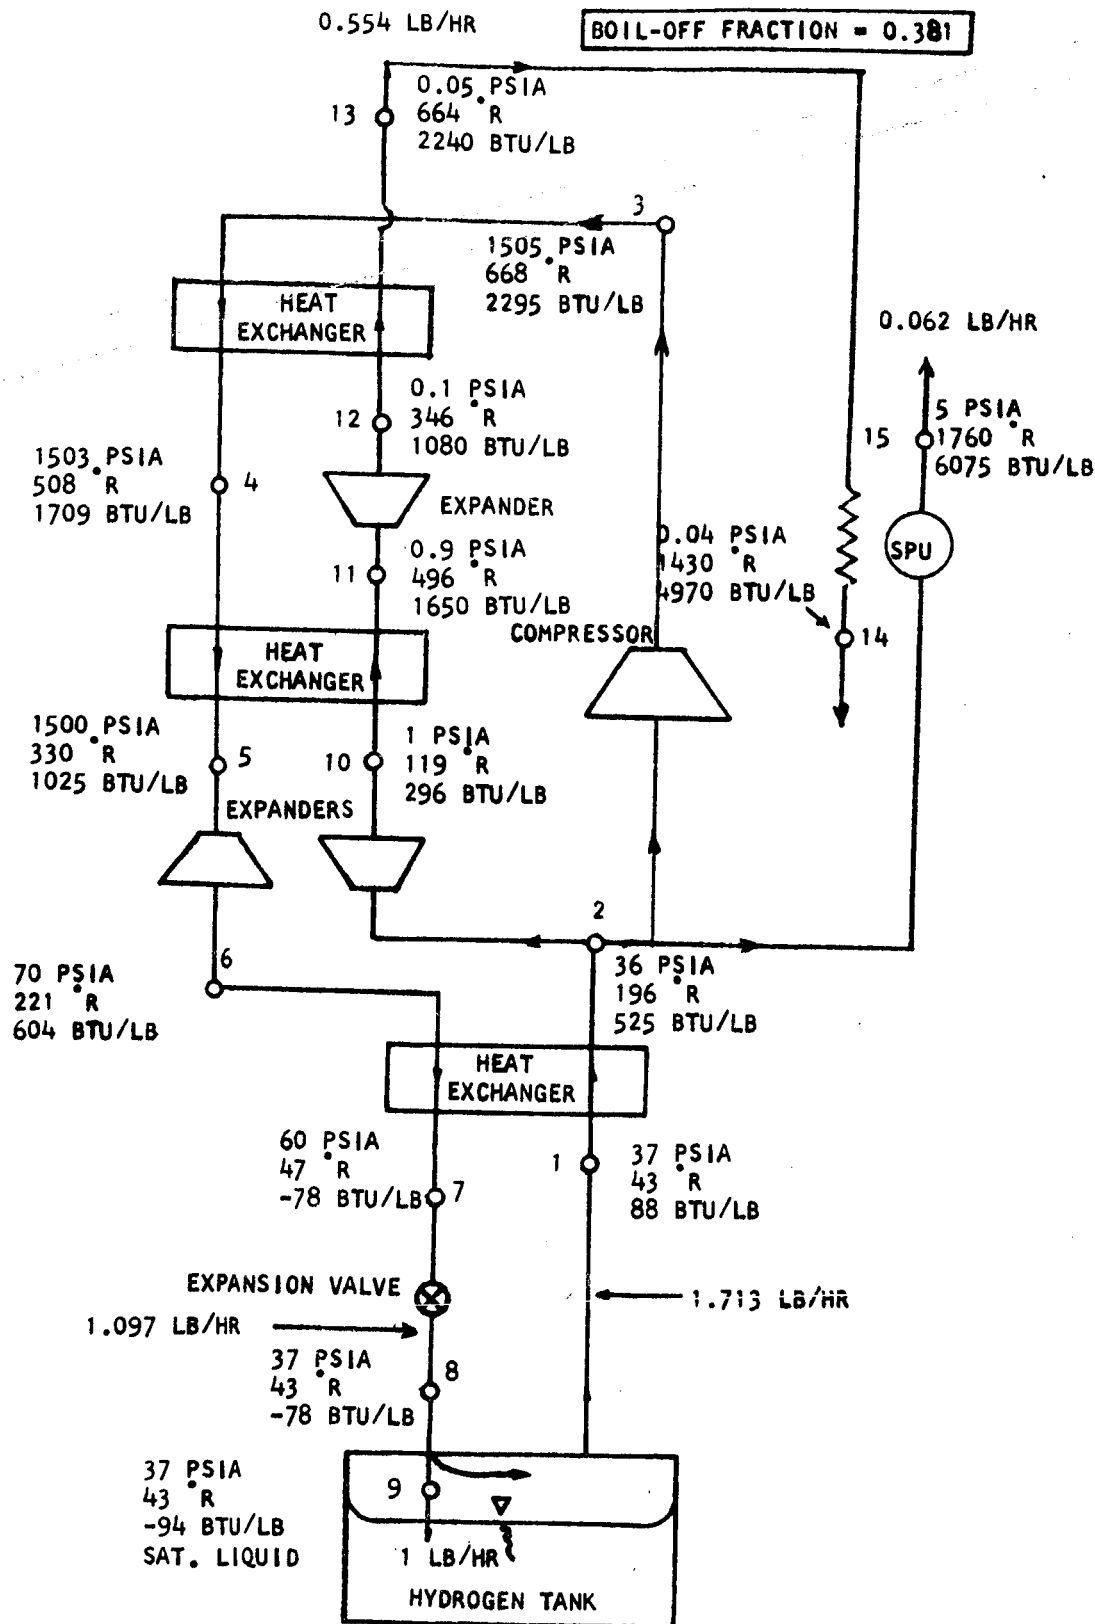 0.554 LB/HR
BOIL-OFF FRACTION = 0.381
13
0.05 PSIA
664 °R
2240 BTU/LB
3
1505 PSIA
668 °R
2295 BTU/LB
HEAT
EXCHANGER
0.062 LB/HR
12
0.1 PSIA
346 °R
1080 BTU/LB
15
5 PSIA
1760 °R
6075 BTU/LB
1503 PSIA
508 °R
1709 BTU/LB
4
EXPANDER
SPU
11
0.9 PSIA
496 °R
1650 BTU/LB
0.04 PSIA
1430 °R
4970 BTU/LB
14
COMPRESSOR
HEAT
EXCHANGER
1500 PSIA
330 °R
1025 BTU/LB
5
10
1 PSIA
119 °R
296 BTU/LB
EXPANDERS
2
36 PSIA
196 °R
525 BTU/LB
6
70 PSIA
221 °R
604 BTU/LB
HEAT
EXCHANGER
60 PSIA
47 °R
-78 BTU/LB
7
1
37 PSIA
43 °R
88 BTU/LB
EXPANSION VALVE
1.713 LB/HR
1.097 LB/HR
37 PSIA
43 °R
-78 BTU/LB
8
37 PSIA
43 °R
-94 BTU/LB
SAT. LIQUID
9
1 LB/HR
HYDROGEN TANK